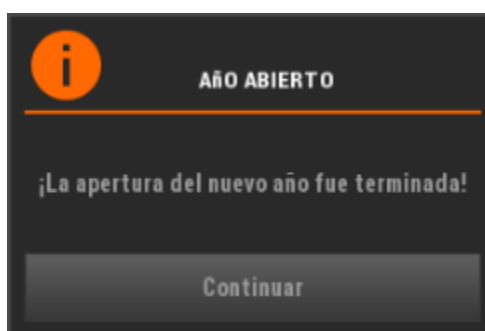 AñO ABIERTO
¡La apertura del nuevo año fue terminada!
Continuar